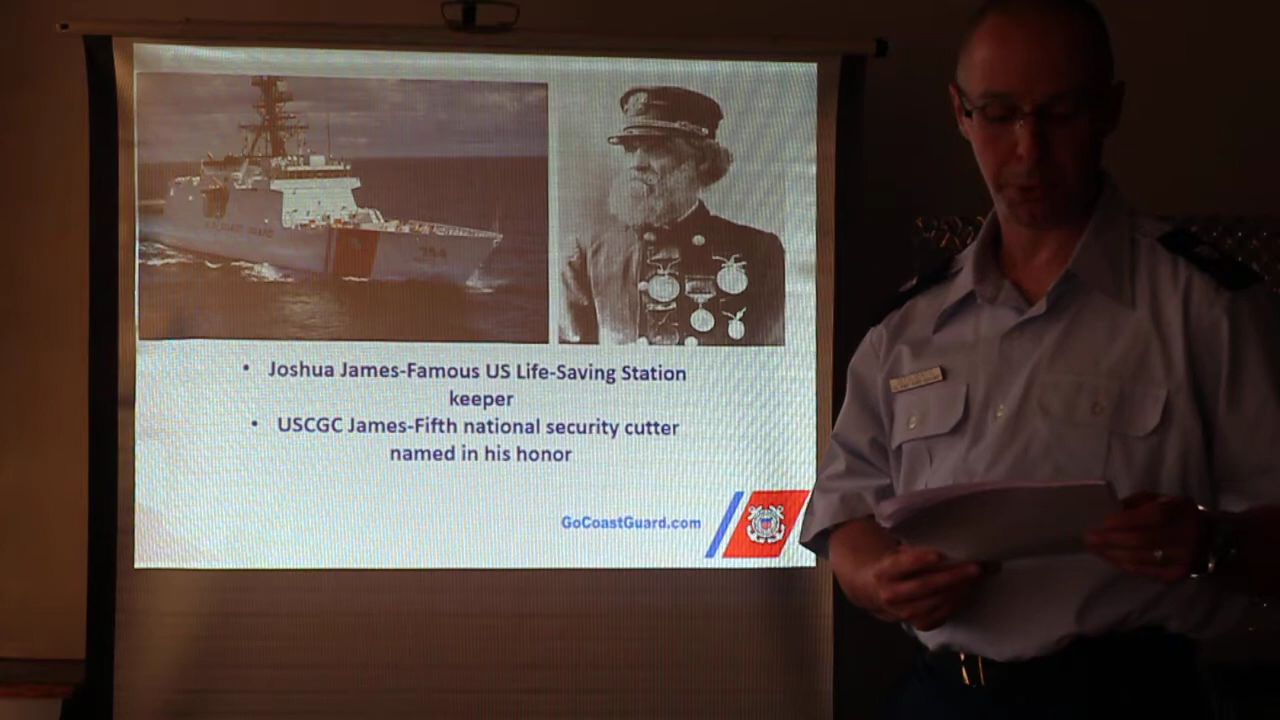 754
• Joshua James-Famous US Life-Saving Station
keeper
• USCGC James-Fifth national security cutter
named in his honor
GoCoastGuard.com